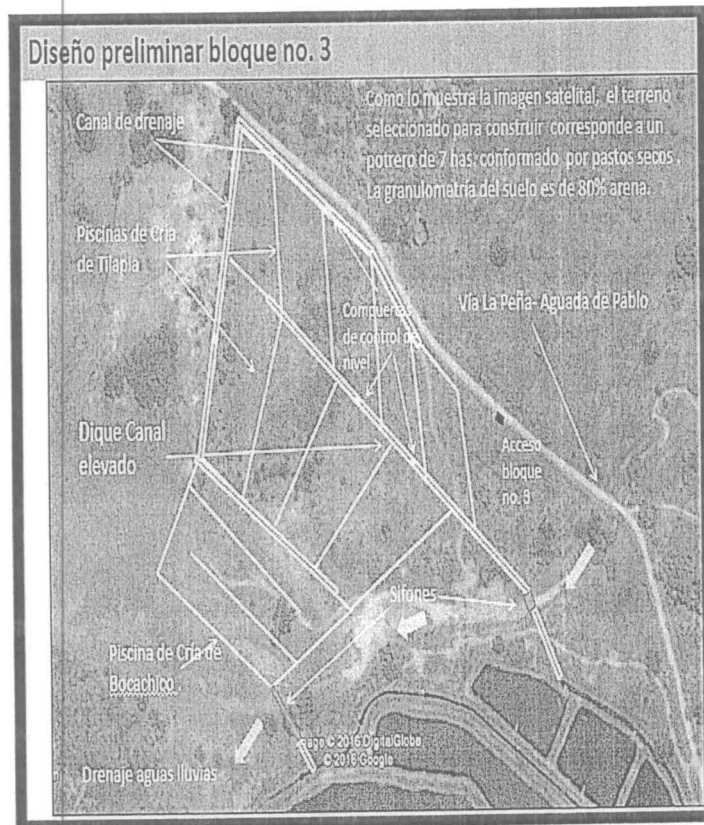 Diseño preliminar bloque no. 3
Como lo muestra la imagen satelital, el terreno
seleccionado para construir corresponde a un
potrero de 7 has. conformado por pastos secos.
La granulomatria del suelo es de 80% arena.
Canal de drenaje
Piscinas de Cria
de Tilapia
Compuertas
de control de
nivel
Vía La Peña- Aguada de Pablo
Dique Canal
elevado
Acceso
bloque
no. 3
Sifones
Piscina de Cria de
Bocachico.
Drenaje aguas lluvias
© 2016 DigitalGlobe
© 2016 Google